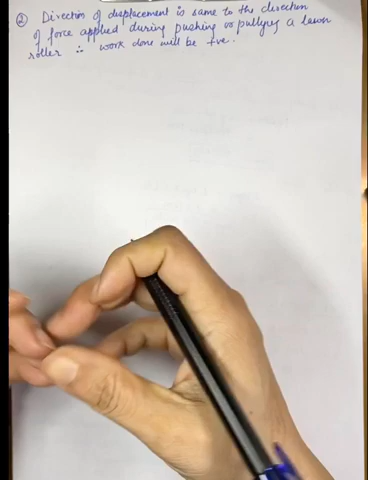 ② Direction of displacement is same to the direction
of force applied during pushing or pullying a lawn
roller ∴ work done will be +ve.